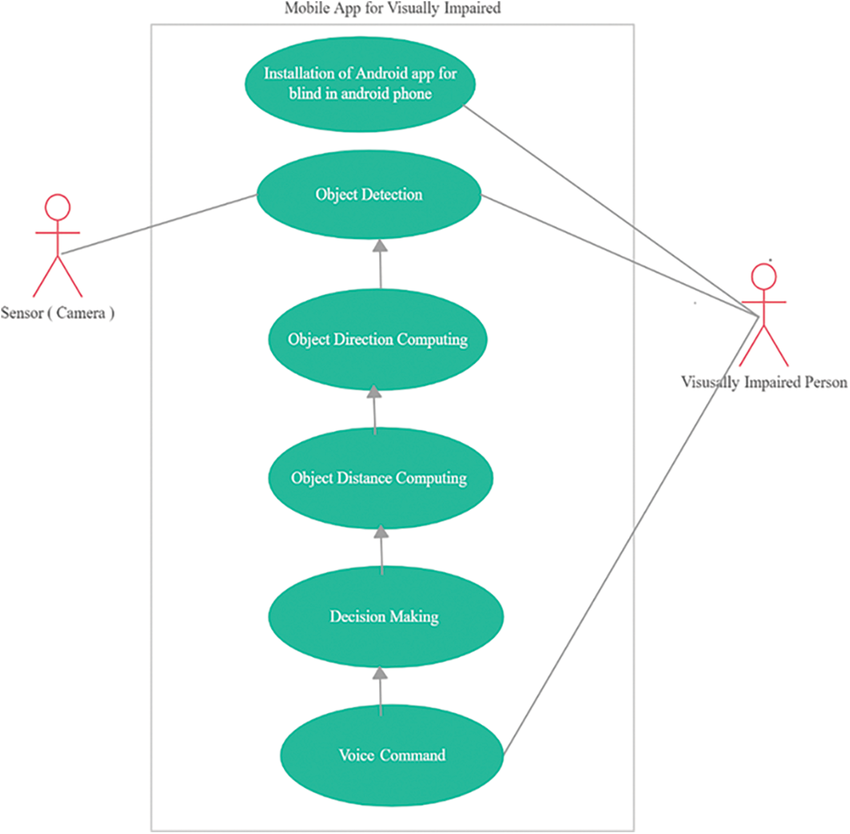 Mobile App for Visually Impaired
Installation of Android app for
blind in android phone
Object Detection
Sensor ( Camera )
Object Direction Computing
Visusally Impaired Person
Object Distance Computing
Decision Making
Voice Command